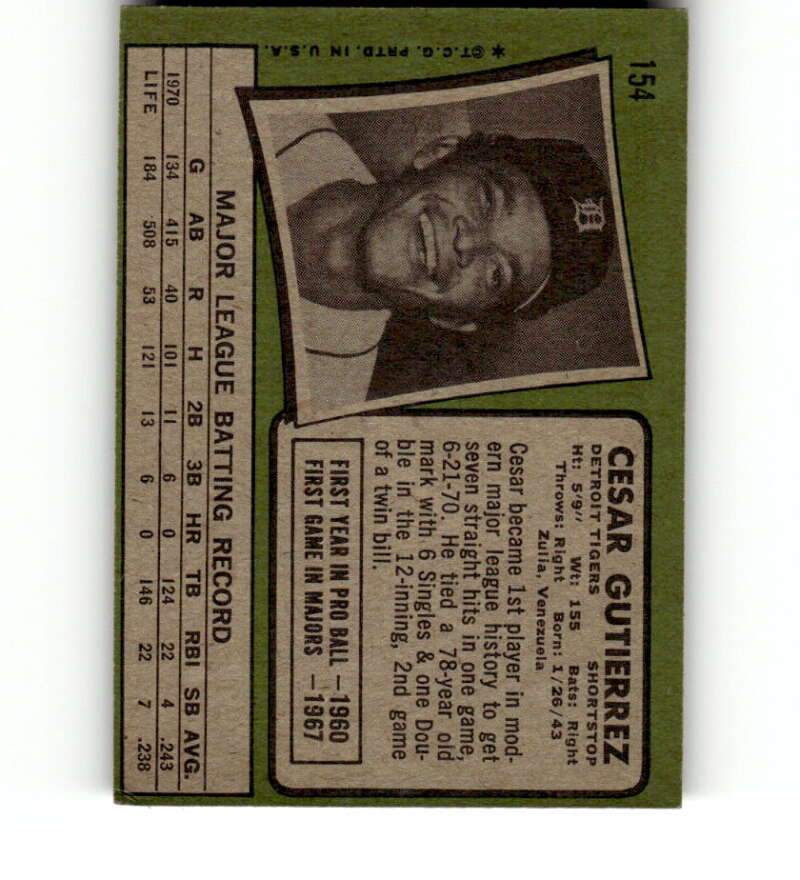 154
CESAR GUTIERREZ
DETROIT TIGERS SHORTSTOP
Ht: 5'9" Wt: 155 Bats: Right
Throws: Right Born: 1/26/43
Zulia, Venezuela
Cesar became 1st player in mod-
ern major league history to get
seven straight hits in one game,
6-21-70. He tied a 78-year old
mark with 6 Singles & one Dou-
ble in the 12-inning, 2nd game
of a twin bill.
FIRST YEAR IN PRO BALL —1960
FIRST GAME IN MAJORS —1967
D
MAJOR LEAGUE BATTING RECORD
G AB R H 2B 3B HR TB RBI SB AVG.
1970 134 415 40 101 11 6 0 124 22 4 .243
LIFE 184 508 53 121 13 6 0 146 22 7 .238
*©T.C.G. PRTD. IN U.S.A.